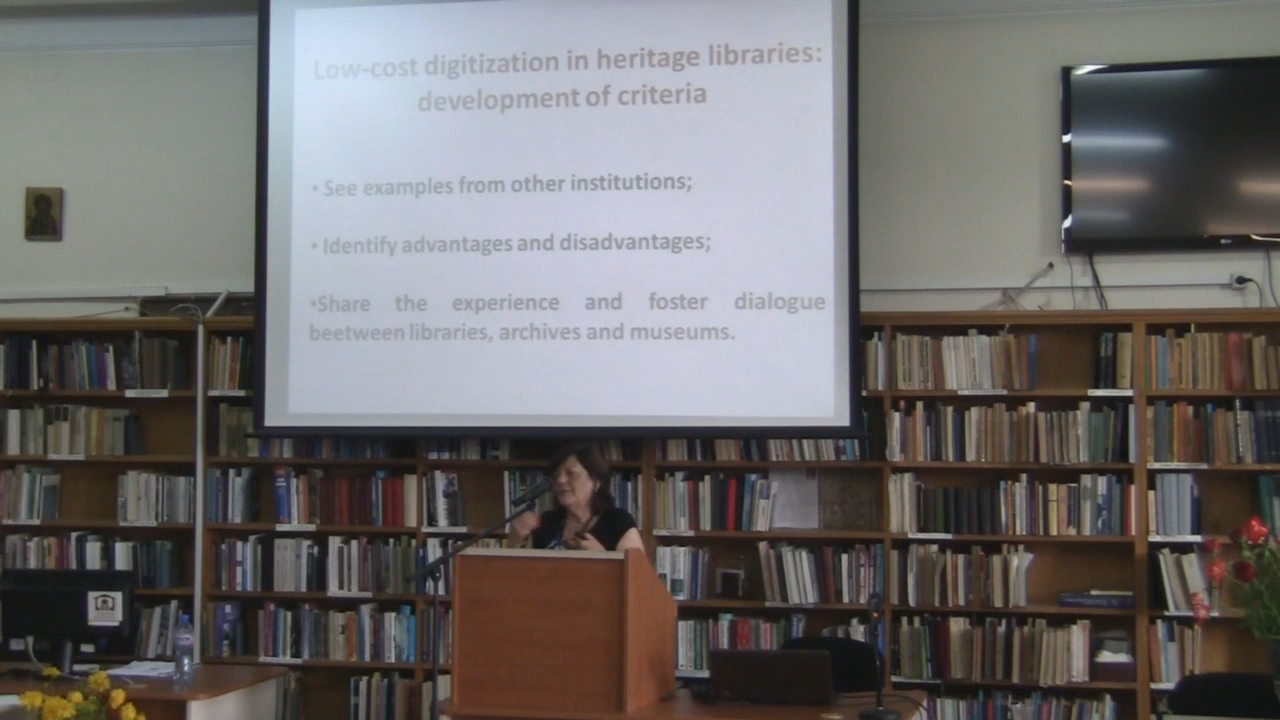 Low-cost digitization in heritage libraries:
development of criteria
• See examples from other institutions;
• Identify advantages and disadvantages;
•Share the experience and foster dialogue
beetween libraries, archives and museums.
LG